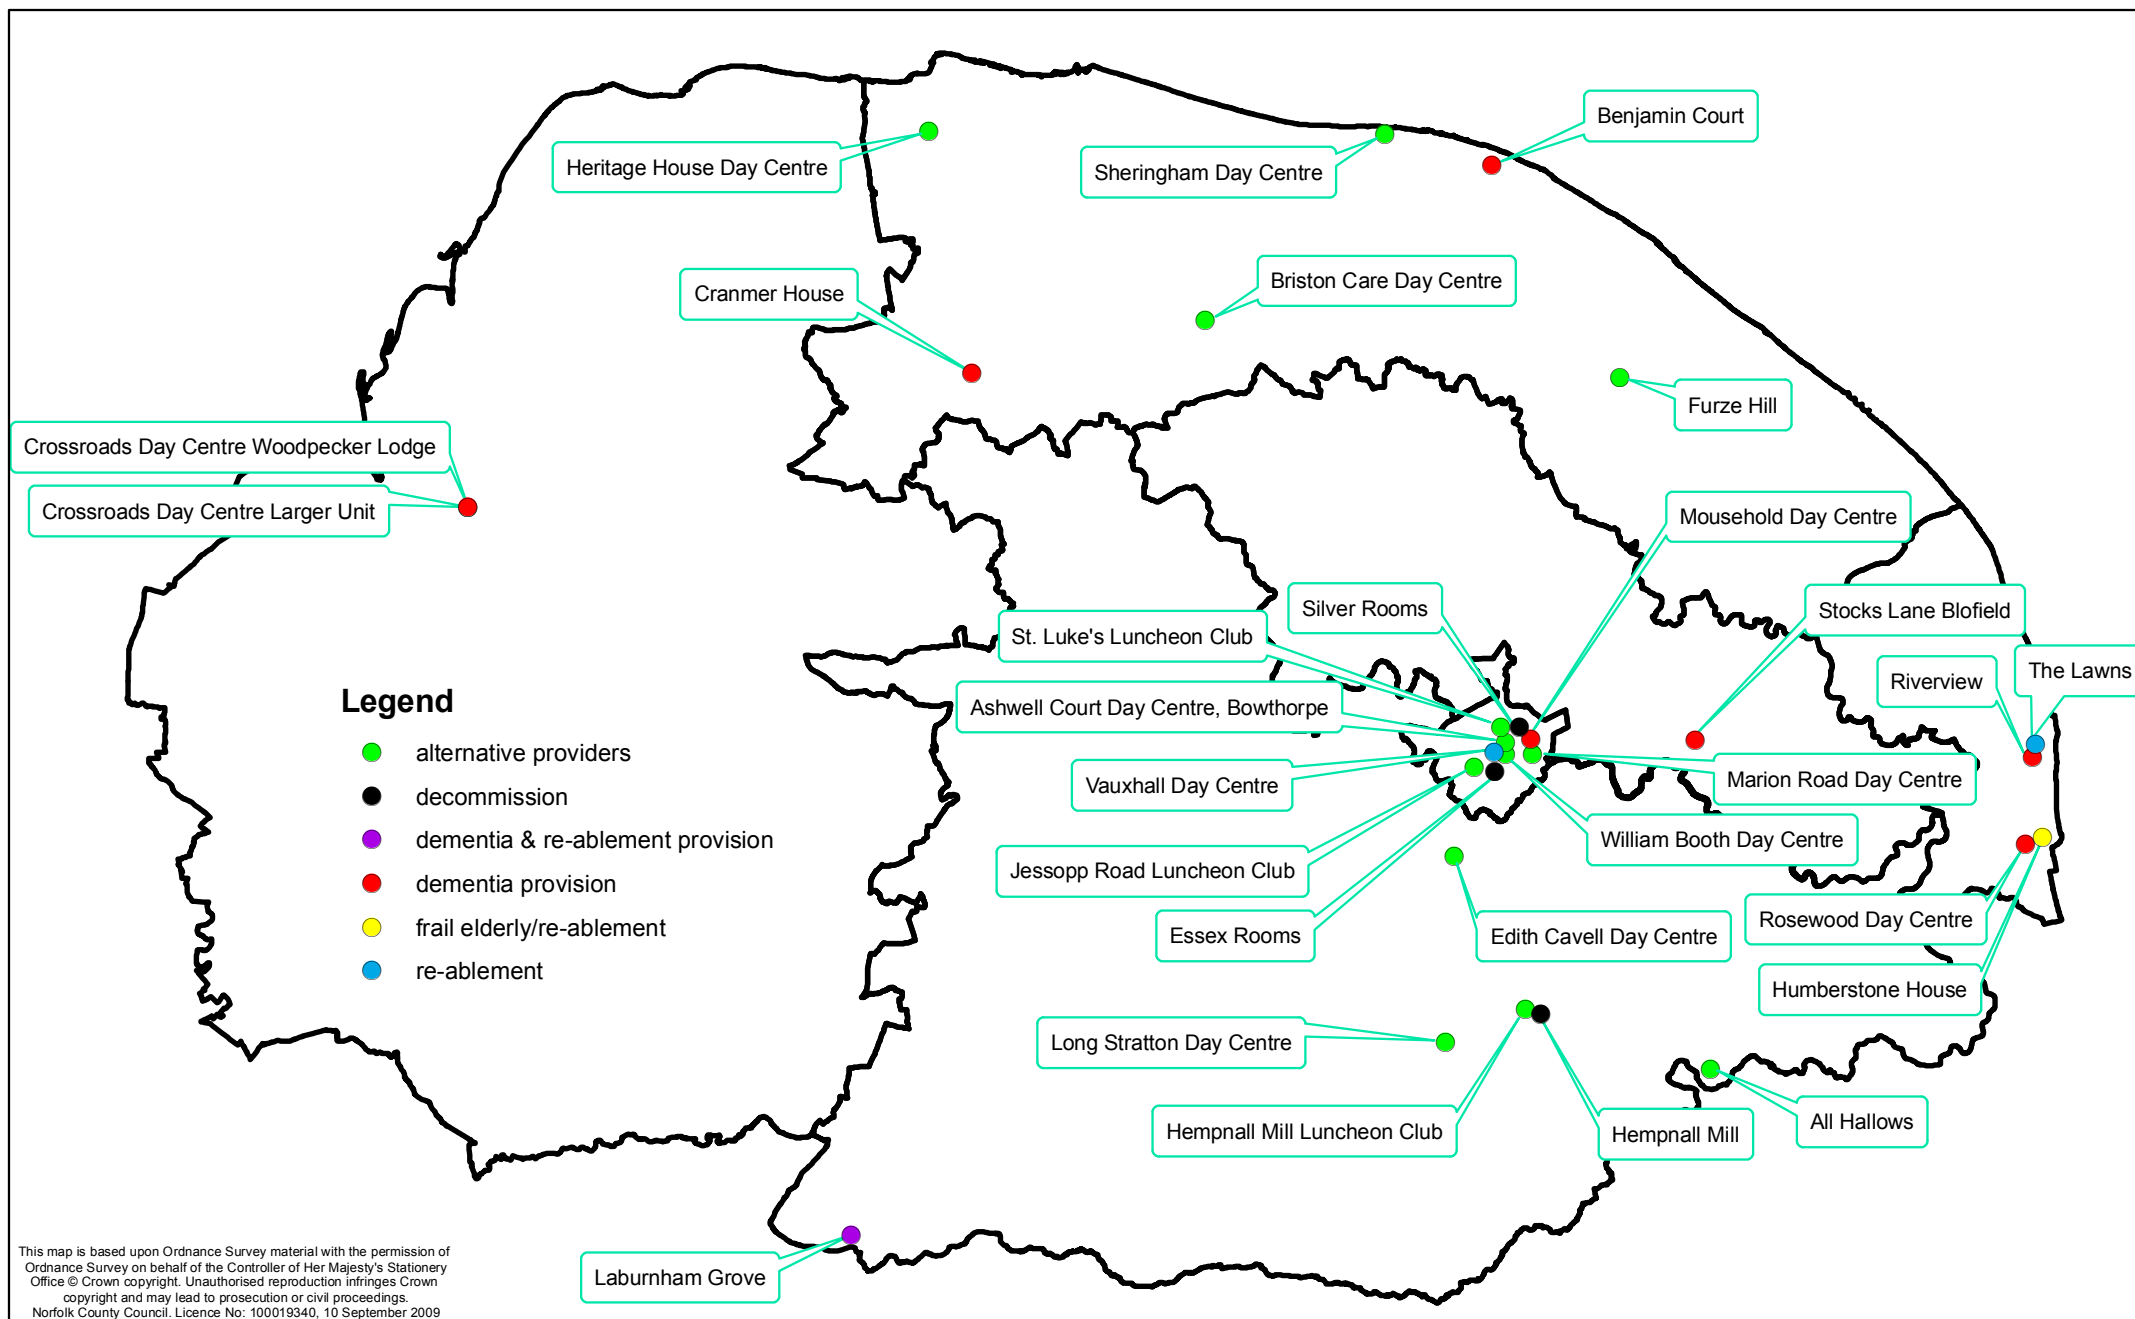 Benjamin Court
Heritage House Day Centre
Sheringham Day Centre
Briston Care Day Centre
Cranmer House
Furze Hill
Crossroads Day Centre Woodpecker Lodge
Crossroads Day Centre Larger Unit
Mousehold Day Centre
Silver Rooms
Stocks Lane Blofield
St. Luke's Luncheon Club
The Lawns
Riverview
Ashwell Court Day Centre, Bowthorpe
Marion Road Day Centre
Vauxhall Day Centre
William Booth Day Centre
Jessopp Road Luncheon Club
Rosewood Day Centre
Essex Rooms
Edith Cavell Day Centre
Humberstone House
Long Stratton Day Centre
All Hallows
Hempnall Mill Luncheon Club
Hempnall Mill
Laburnham Grove
Legend
alternative providers
decommission
dementia & re-ablement provision
dementia provision
frail elderly/re-ablement
re-ablement
This map is based upon Ordnance Survey material with the permission of
Ordnance Survey on behalf of the Controller of Her Majesty's Stationery
Office © Crown copyright. Unauthorised reproduction infringes Crown
copyright and may lead to prosecution or civil proceedings.
Norfolk County Council. Licence No: 100019340, 10 September 2009